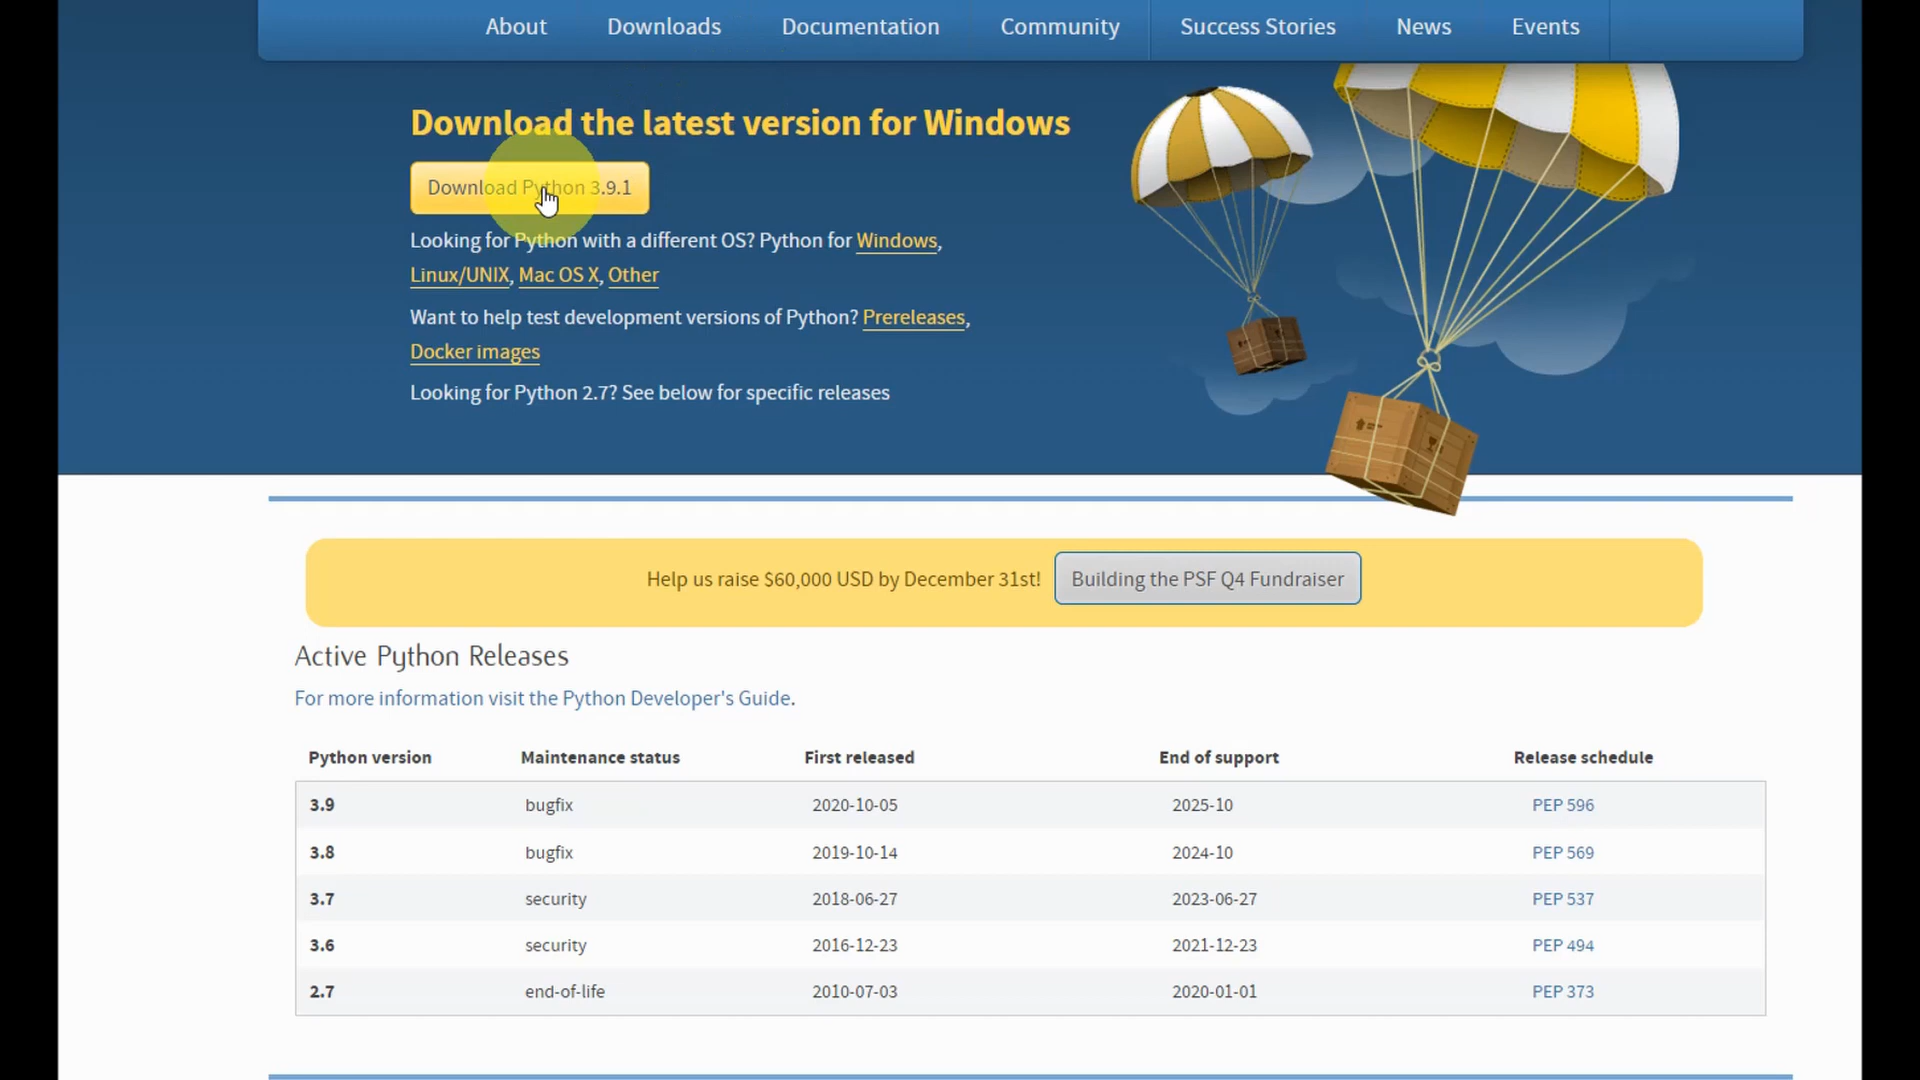 About Downloads Documentation Community Success Stories News Events
Download the latest version for Windows
Download Python 3.9.1
Looking for Python with a different OS? Python for Windows,
Linux/UNIX, Mac OS X, Other
Want to help test development versions of Python? Prereleases,
Docker images
Looking for Python 2.7? See below for specific releases
Help us raise $60,000 USD by December 31st! Building the PSF Q4 Fundraiser
Active Python Releases
For more information visit the Python Developer's Guide.
Python version Maintenance status First released End of support Release schedule
3.9 bugfix 2020-10-05 2025-10 PEP 596
3.8 bugfix 2019-10-14 2024-10 PEP 569
3.7 security 2018-06-27 2023-06-27 PEP 537
3.6 security 2016-12-23 2021-12-23 PEP 494
2.7 end-of-life 2010-07-03 2020-01-01 PEP 373